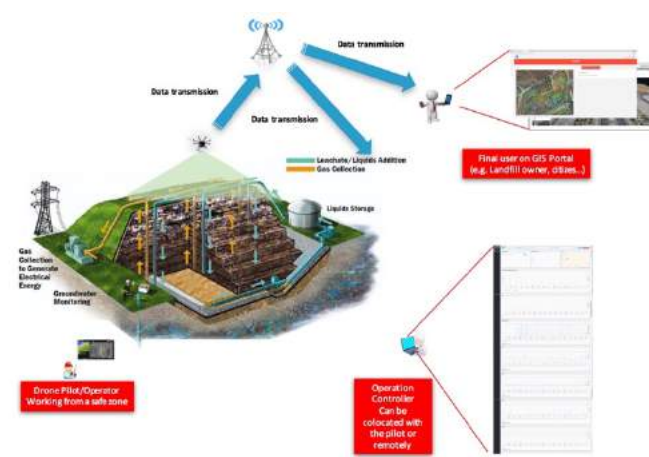 Data transmission
Data transmission
Data transmission
Leachate/Liquids Addition
Gas Collection
Final user on GIS Portal
(e.g. Landfill owner, citizes...)
Liquids Storage
Gas
Collection
to Generate
Electrical
Energy
Groundwater
Monitoring
Drone Pilot/Operator
Working from a safe zone
Operation
Controller
Can be
colocated with
the pilot or
remotely